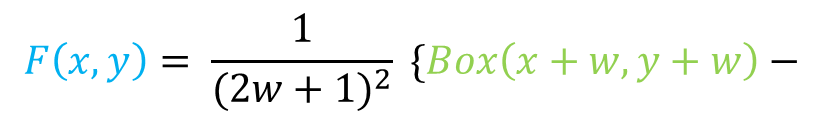 F(x, y) = 1/(2w + 1)² {Box(x + w, y + w) −